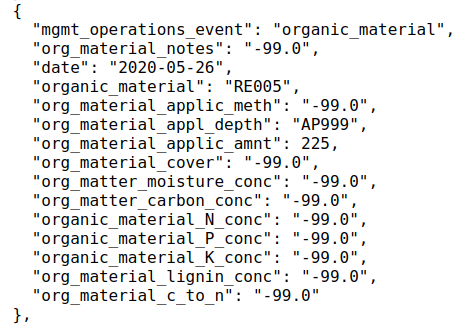 {
"mgmt_operations_event": "organic_material",
"org_material_notes": "-99.0",
"date": "2020-05-26",
"organic_material": "RE005",
"org_material_applic_meth": "-99.0",
"org_material_appl_depth": "AP999",
"org_material_applic_amnt": 225,
"org_material_cover": "-99.0",
"org_matter_moisture_conc": "-99.0",
"org_matter_carbon_conc": "-99.0",
"organic_material_N_conc": "-99.0",
"organic_material_P_conc": "-99.0",
"organic_material_K_conc": "-99.0",
"org_material_lignin_conc": "-99.0",
"org_material_c_to_n": "-99.0"
},